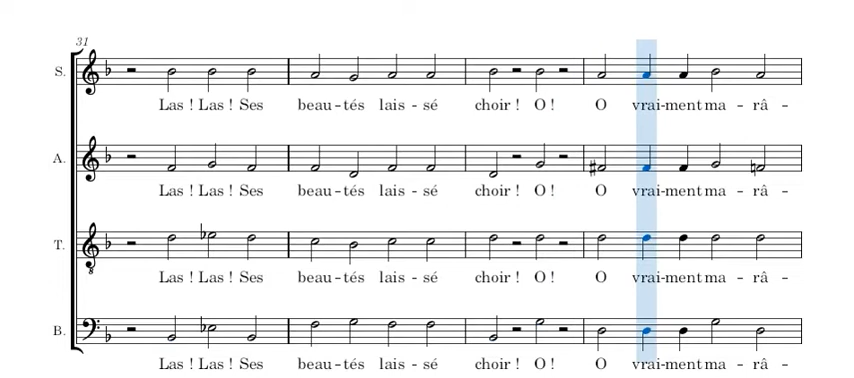 31
S.
Las ! Las ! Ses beau - tés lais - sé choir ! O ! O vrai-ment ma - râ -
A.
Las ! Las ! Ses beau - tés lais - sé choir ! O ! O vrai-ment ma - râ -
T.
8
Las ! Las ! Ses beau - tés lais - sé choir ! O ! O vrai-ment ma - râ -
B.
Las ! Las ! Ses beau - tés lais - sé choir ! O ! O vrai-ment ma - râ -